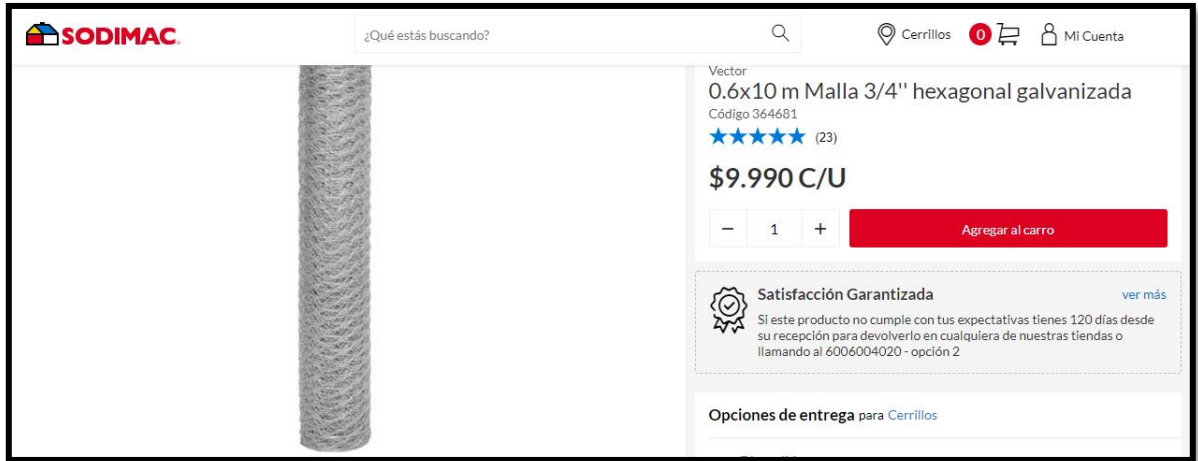 SODIMAC.
¿Qué estás buscando?
Cerrillos
0
Mi Cuenta
Vector
0.6x10 m Malla 3/4'' hexagonal galvanizada
Código 364681
(23)
$9.990 C/U
− 1 +
Agregar al carro
Satisfacción Garantizada
ver más
Si este producto no cumple con tus expectativas tienes 120 días desde
su recepción para devolverlo en cualquiera de nuestras tiendas o
llamando al 6006004020 - opción 2
Opciones de entrega para Cerrillos